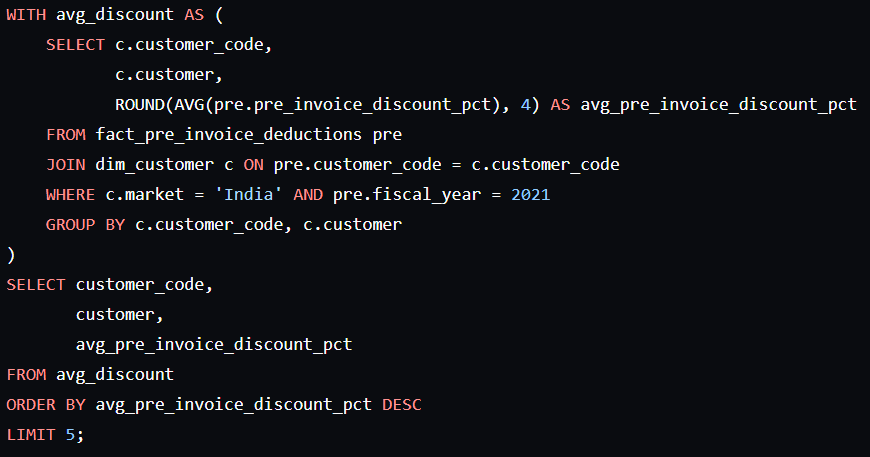 WITH avg_discount AS (
    SELECT c.customer_code,
           c.customer,
           ROUND(AVG(pre.pre_invoice_discount_pct), 4) AS avg_pre_invoice_discount_pct
    FROM fact_pre_invoice_deductions pre
    JOIN dim_customer c ON pre.customer_code = c.customer_code
    WHERE c.market = 'India' AND pre.fiscal_year = 2021
    GROUP BY c.customer_code, c.customer
)
SELECT customer_code,
       customer,
       avg_pre_invoice_discount_pct
FROM avg_discount
ORDER BY avg_pre_invoice_discount_pct DESC
LIMIT 5;